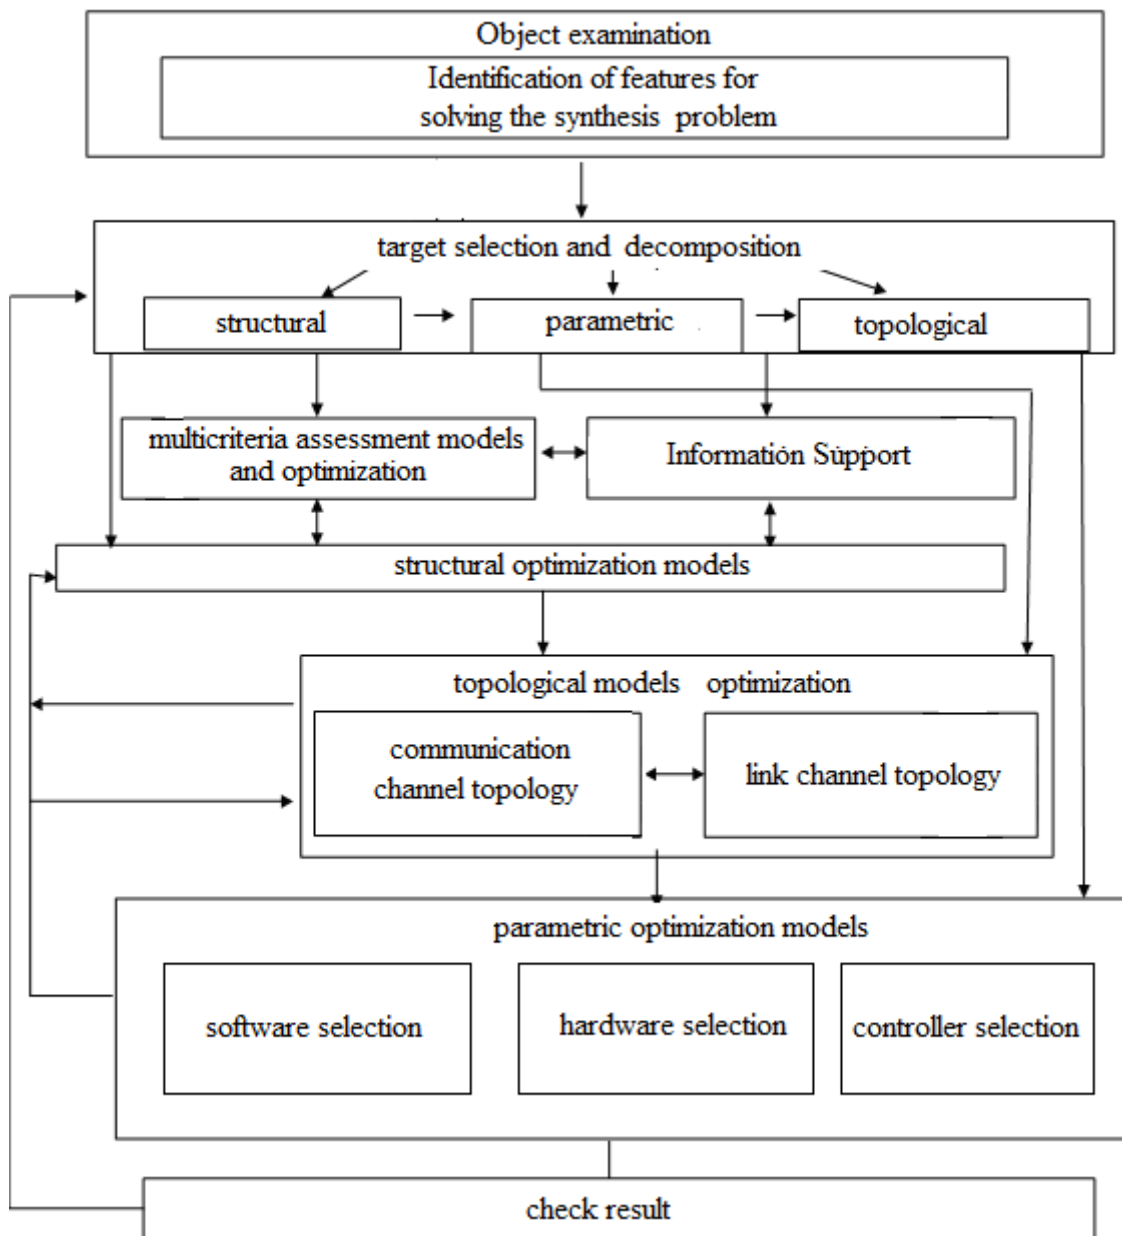 Object examination
Identification of features for
solving the synthesis problem
target selection and decomposition
structural
parametric
topological
multicriteria assessment models
and optimization
Information Support
structural optimization models
topological models optimization
communication
channel topology
link channel topology
parametric optimization models
software selection
hardware selection
controller selection
check result